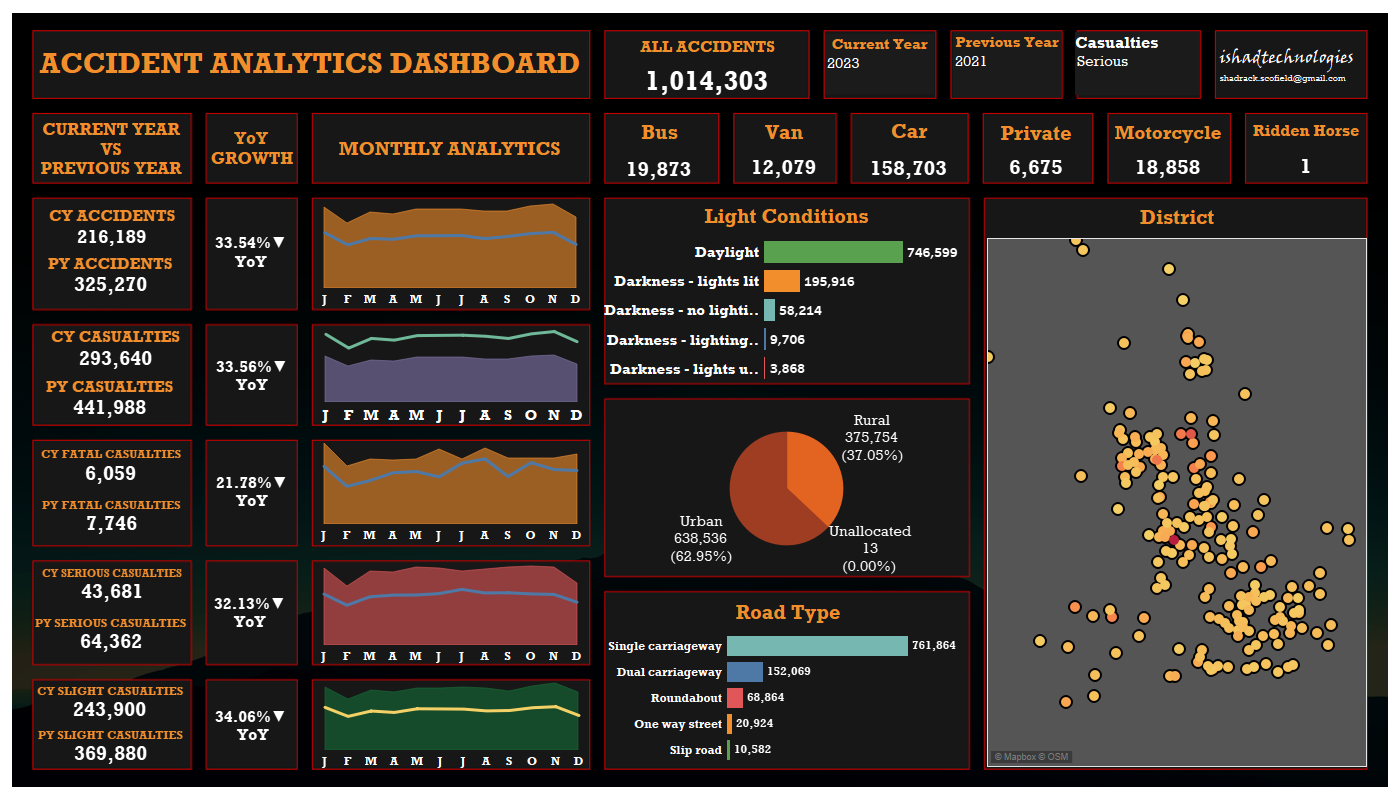 ACCIDENT ANALYTICS DASHBOARD
ALL ACCIDENTS
1,014,303
Current Year
2023
Previous Year
2021
Casualties
Serious
ishadtechnologies
shadrack.scofield@gmail.com
CURRENT YEAR
VS
PREVIOUS YEAR
YoY
GROWTH
MONTHLY ANALYTICS
Bus
19,873
Van
12,079
Car
158,703
Private
6,675
Motorcycle
18,858
Ridden Horse
1
CY ACCIDENTS
216,189
PY ACCIDENTS
325,270
33.54%▼
YoY
J F M A M J J A S O N D
CY CASUALTIES
293,640
PY CASUALTIES
441,988
33.56%▼
YoY
J F M A M J J A S O N D
CY FATAL CASUALTIES
6,059
PY FATAL CASUALTIES
7,746
21.78%▼
YoY
J F M A M J J A S O N D
CY SERIOUS CASUALTIES
43,681
PY SERIOUS CASUALTIES
64,362
32.13%▼
YoY
J F M A M J J A S O N D
CY SLIGHT CASUALTIES
243,900
PY SLIGHT CASUALTIES
369,880
34.06%▼
YoY
J F M A M J J A S O N D
Light Conditions
Daylight 746,599
Darkness - lights lit 195,916
Darkness - no lighti.. 58,214
Darkness - lighting.. 9,706
Darkness - lights u.. 3,868
Rural
375,754
(37.05%)
Urban
638,536
(62.95%)
Unallocated
13
(0.00%)
Road Type
Single carriageway 761,864
Dual carriageway 152,069
Roundabout 68,864
One way street 20,924
Slip road 10,582
District
© Mapbox © OSM